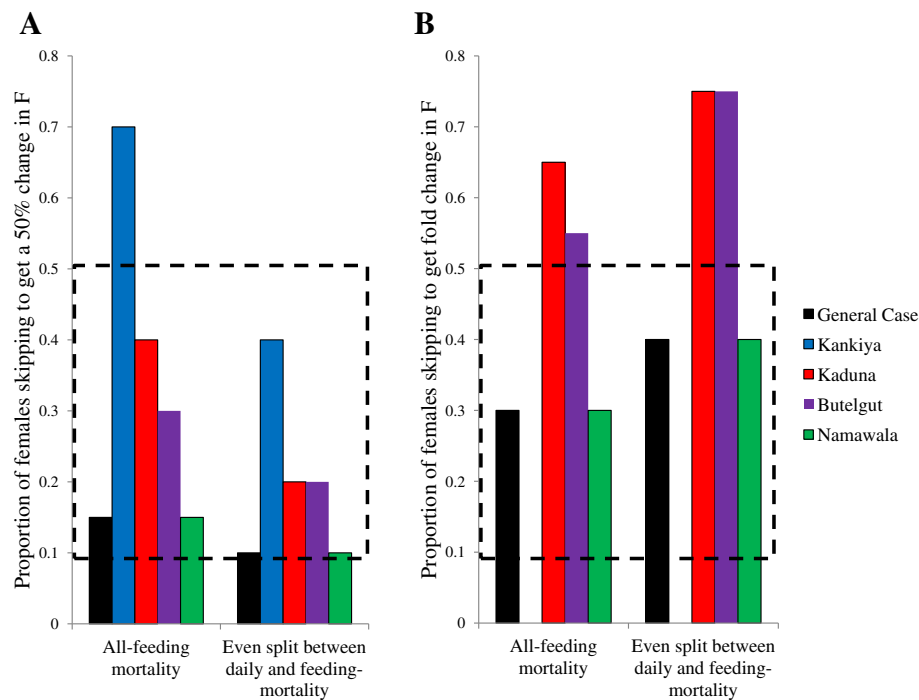 A
Proportion of females skipping to get a 50% change in F
0.8
0.7
0.6
0.5
0.4
0.3
0.2
0.1
0
All-feeding
mortality
Even split between
daily and feeding-
mortality
B
Proportion of females skipping to get fold change in F
0.8
0.7
0.6
0.5
0.4
0.3
0.2
0.1
0
All-feeding
mortality
Even split between
daily and feeding-
mortality
General Case
Kankiya
Kaduna
Butelgut
Namawala